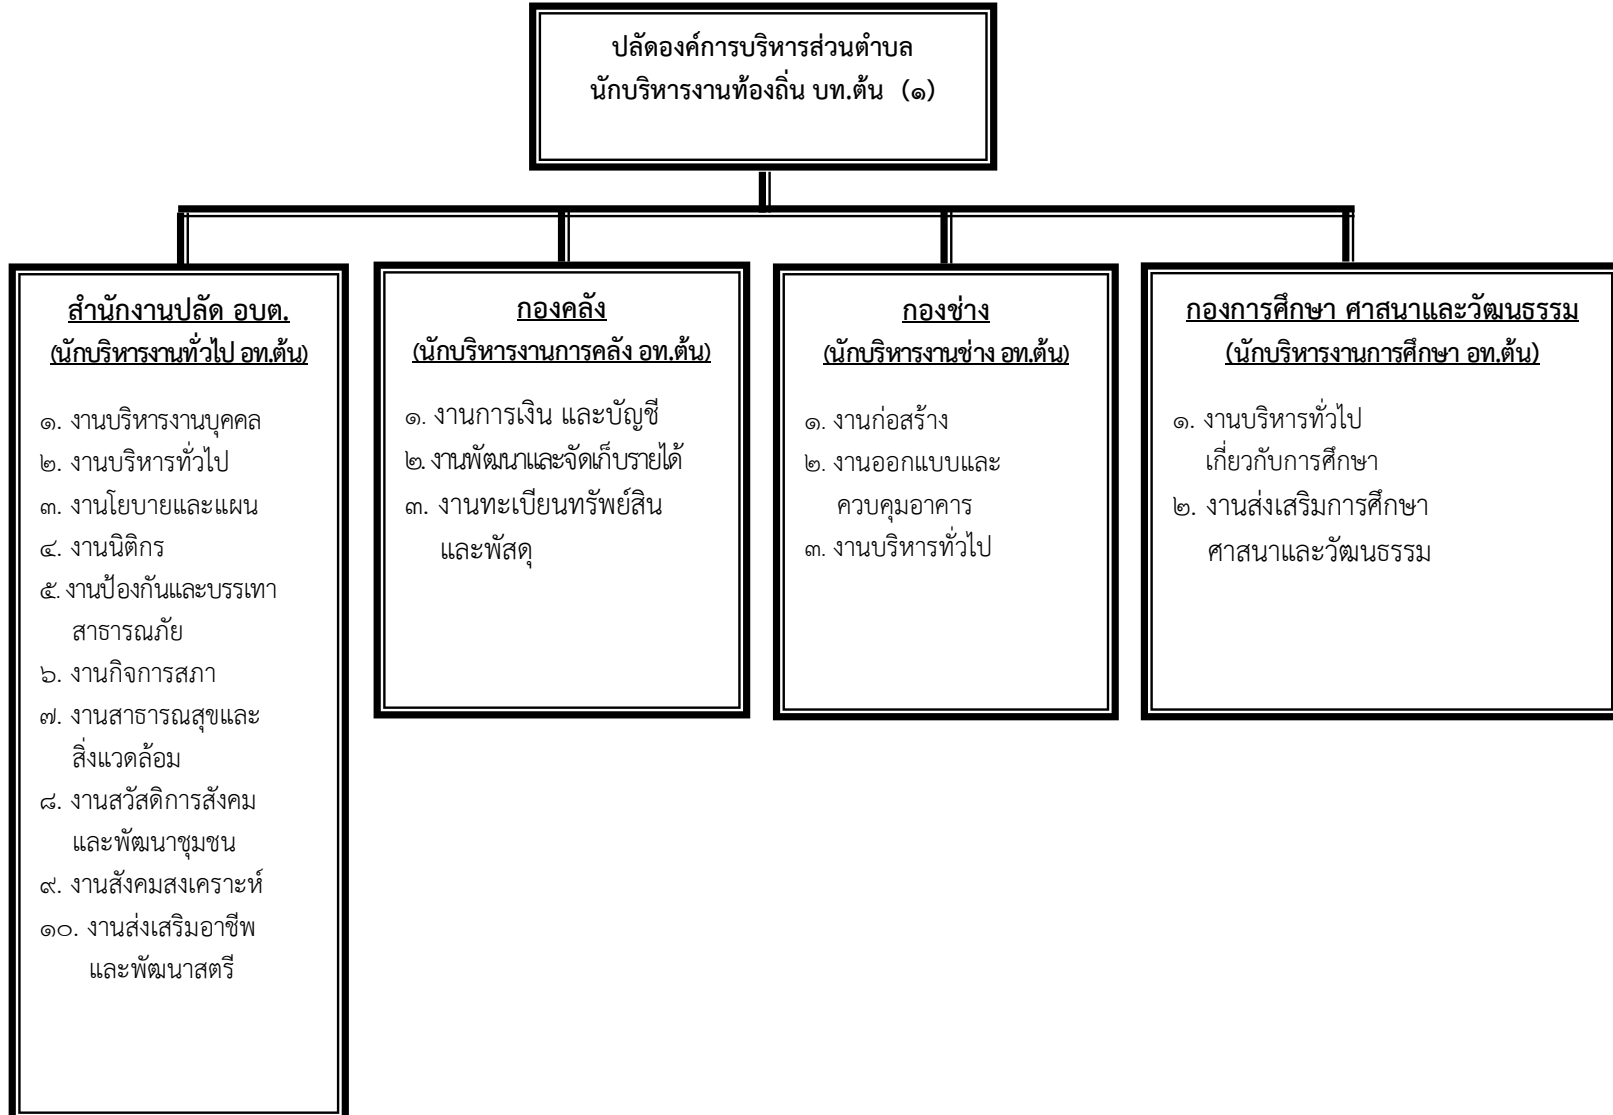 ปลัดองค์การบริหารส่วนตำบล
นักบริหารงานท้องถิ่น บท.ต้น (๑)
สำนักงานปลัด อบต.
(นักบริหารงานทั่วไป อท.ต้น)
๑. งานบริหารงานบุคคล
๒. งานบริหารทั่วไป
๓. งานโยบายและแผน
๔. งานนิติกร
๕. งานป้องกันและบรรเทา
สาธารณภัย
๖. งานกิจการสภา
๗. งานสาธารณสุขและ
สิ่งแวดล้อม
๘. งานสวัสดิการสังคม
และพัฒนาชุมชน
๙. งานสังคมสงเคราะห์
๑๐. งานส่งเสริมอาชีพ
และพัฒนาสตรี
กองคลัง
(นักบริหารงานการคลัง อท.ต้น)
๑. งานการเงิน และบัญชี
๒. งานพัฒนาและจัดเก็บรายได้
๓. งานทะเบียนทรัพย์สิน
และพัสดุ
กองช่าง
(นักบริหารงานช่าง อท.ต้น)
๑. งานก่อสร้าง
๒. งานออกแบบและ
ควบคุมอาคาร
๓. งานบริหารทั่วไป
กองการศึกษา ศาสนาและวัฒนธรรม
(นักบริหารงานการศึกษา อท.ต้น)
๑. งานบริหารทั่วไป
เกี่ยวกับการศึกษา
๒. งานส่งเสริมการศึกษา
ศาสนาและวัฒนธรรม